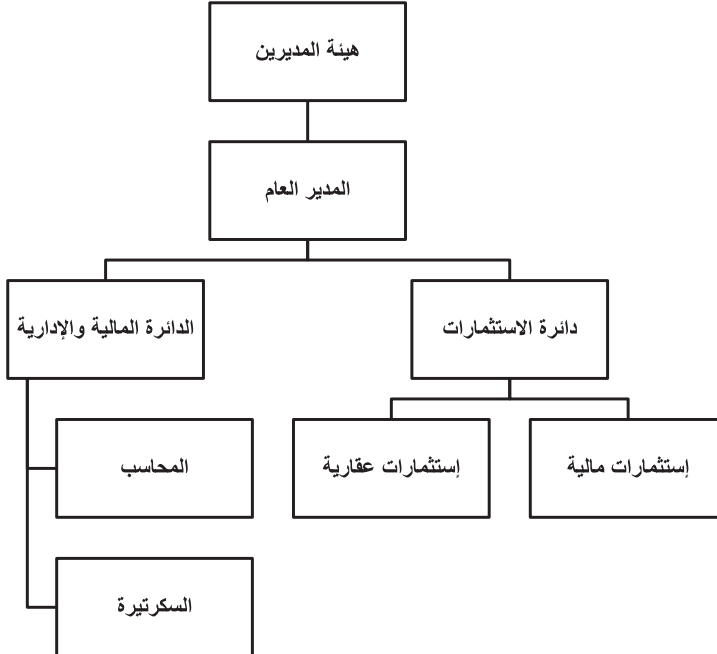 هيئة المديرين
المدير العام
دائرة الاستثمارات
الدائرة المالية والإدارية
إستثمارات مالية
إستثمارات عقارية
المحاسب
السكرتيرة